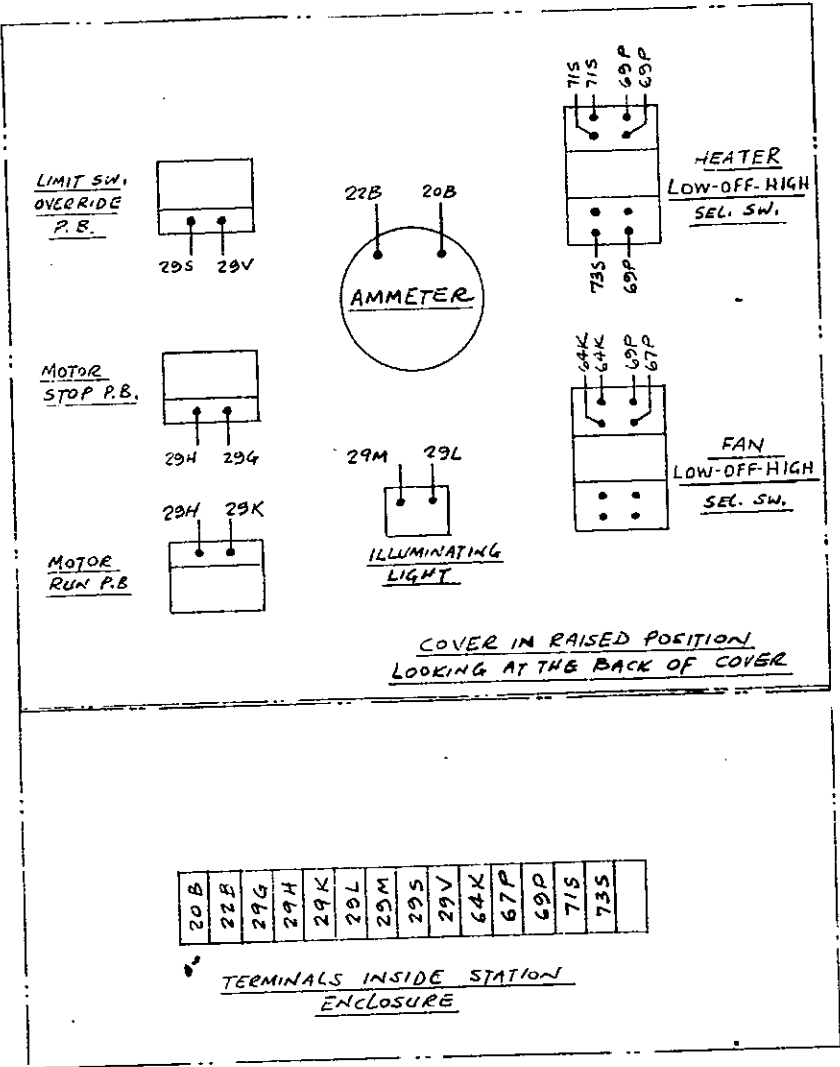 71S
71S
69P
69P
HEATER
LOW-OFF-HIGH
SEL. SW.
73S
69P
LIMIT SW.
OVERRIDE
P.B.
29S 29V
22B 20B
AMMETER
64K
64K
69P
67P
FAN
LOW-OFF-HIGH
SEL. SW.
MOTOR
STOP P.B.
29H 29G
29M 29L
ILLUMINATING
LIGHT
29H 29K
MOTOR
RUN P.B
COVER IN RAISED POSITION
LOOKING AT THE BACK OF COVER
20B
22B
29G
29H
29K
29L
29M
29S
29V
64K
67P
69P
71S
73S
TERMINALS INSIDE STATION
ENCLOSURE